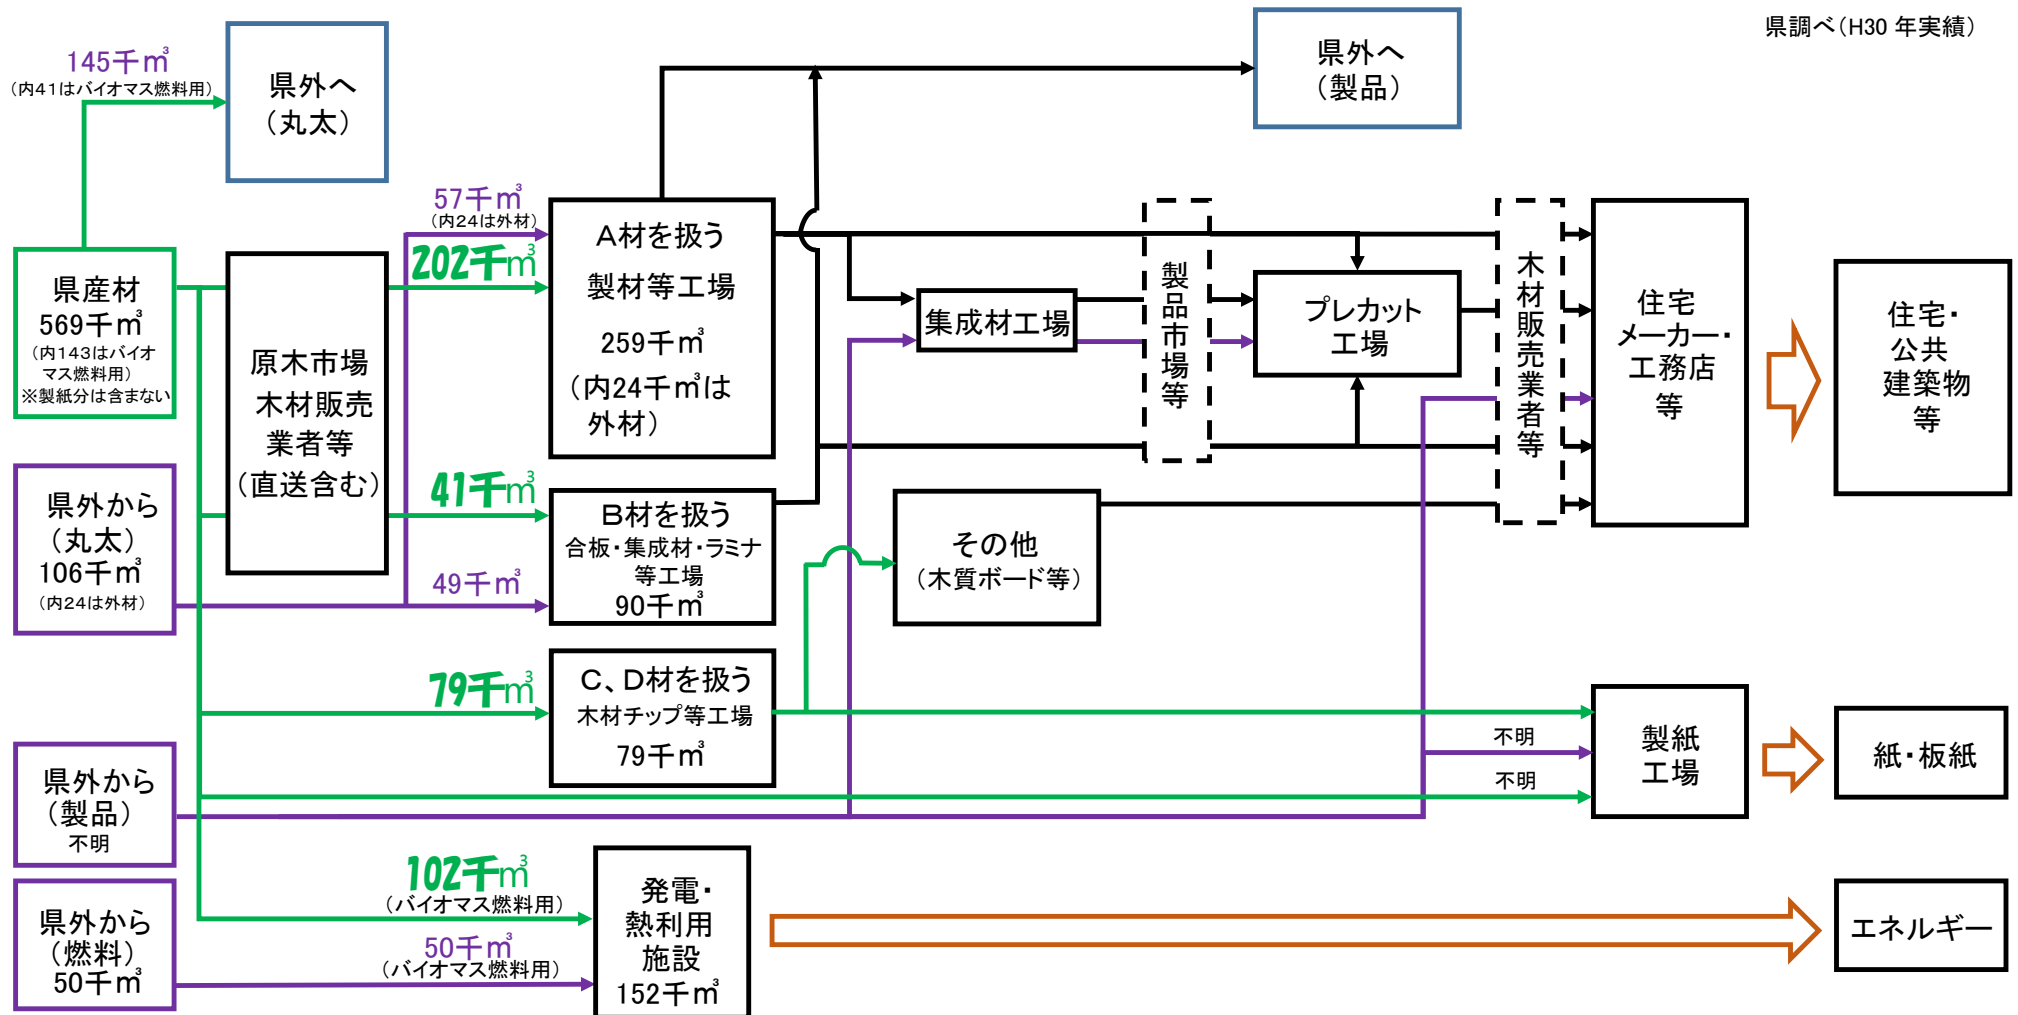 県調べ（H30 年実績）
145千㎥
（内41はバイオマス燃料用）
県外へ
（丸太）
県外へ
（製品）
県産材
569千㎥
（内143はバイオ
マス燃料用）
※製紙分は含まない
原木市場
木材販売
業者等
（直送含む）
57千㎥
（内24は外材）
202千㎥
A材を扱う
製材等工場
259千㎥
（内24千㎥は
外材）
集成材工場
製品市場等
プレカット
工場
木材販売業者等
住宅
メーカー・
工務店
等
住宅・
公共
建築物
等
県外から
（丸太）
106千㎥
（内24は外材）
41千㎥
49千㎥
B材を扱う
合板・集成材・ラミナ
等工場
90千㎥
その他
（木質ボード等）
79千㎥
C、D材を扱う
木材チップ等工場
79千㎥
県外から
（製品）
不明
不明
不明
製紙
工場
紙・板紙
県外から
（燃料）
50千㎥
102千㎥
（バイオマス燃料用）
50千㎥
（バイオマス燃料用）
発電・
熱利用
施設
152千㎥
エネルギー